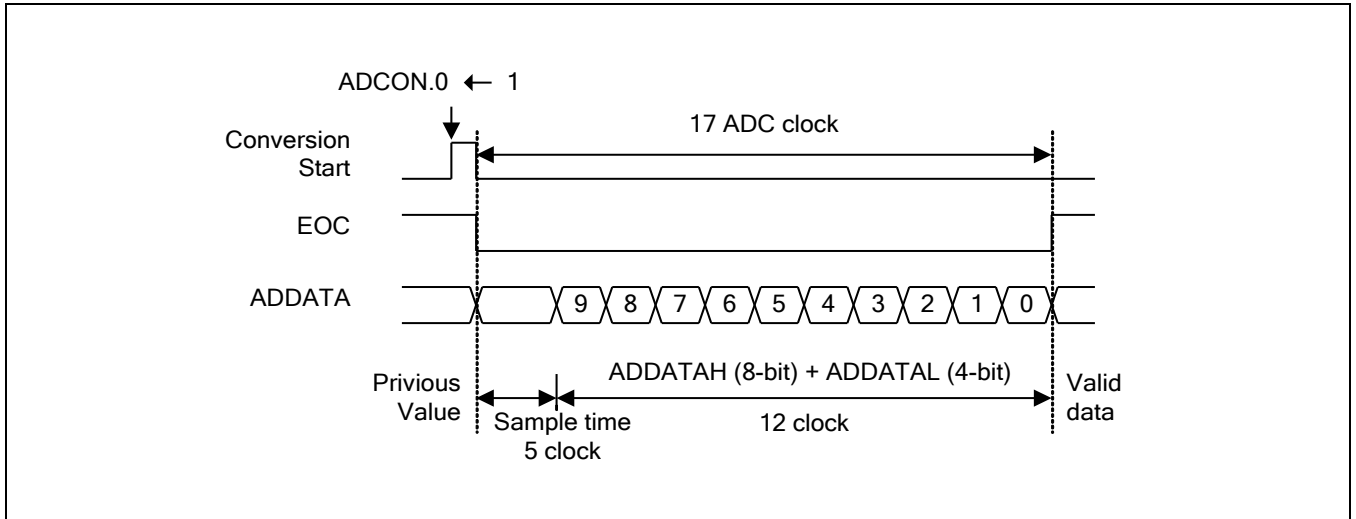 ADCON.0 ← 1
17 ADC clock
Conversion
Start
EOC
ADDATA
9 8 7 6 5 4 3 2 1 0
Privious
Value
ADDATAH (8-bit) + ADDATAL (4-bit)
Valid
data
Sample time
5 clock
12 clock